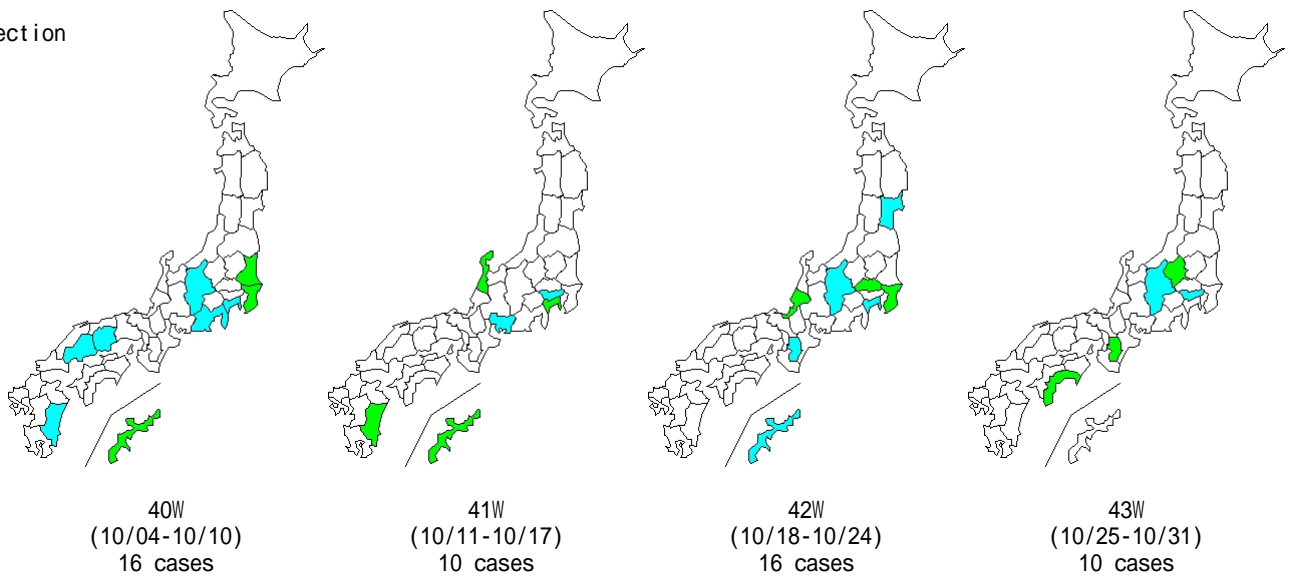 ection
40W
(10/04-10/10)
16 cases
41W
(10/11-10/17)
10 cases
42W
(10/18-10/24)
16 cases
43W
(10/25-10/31)
10 cases